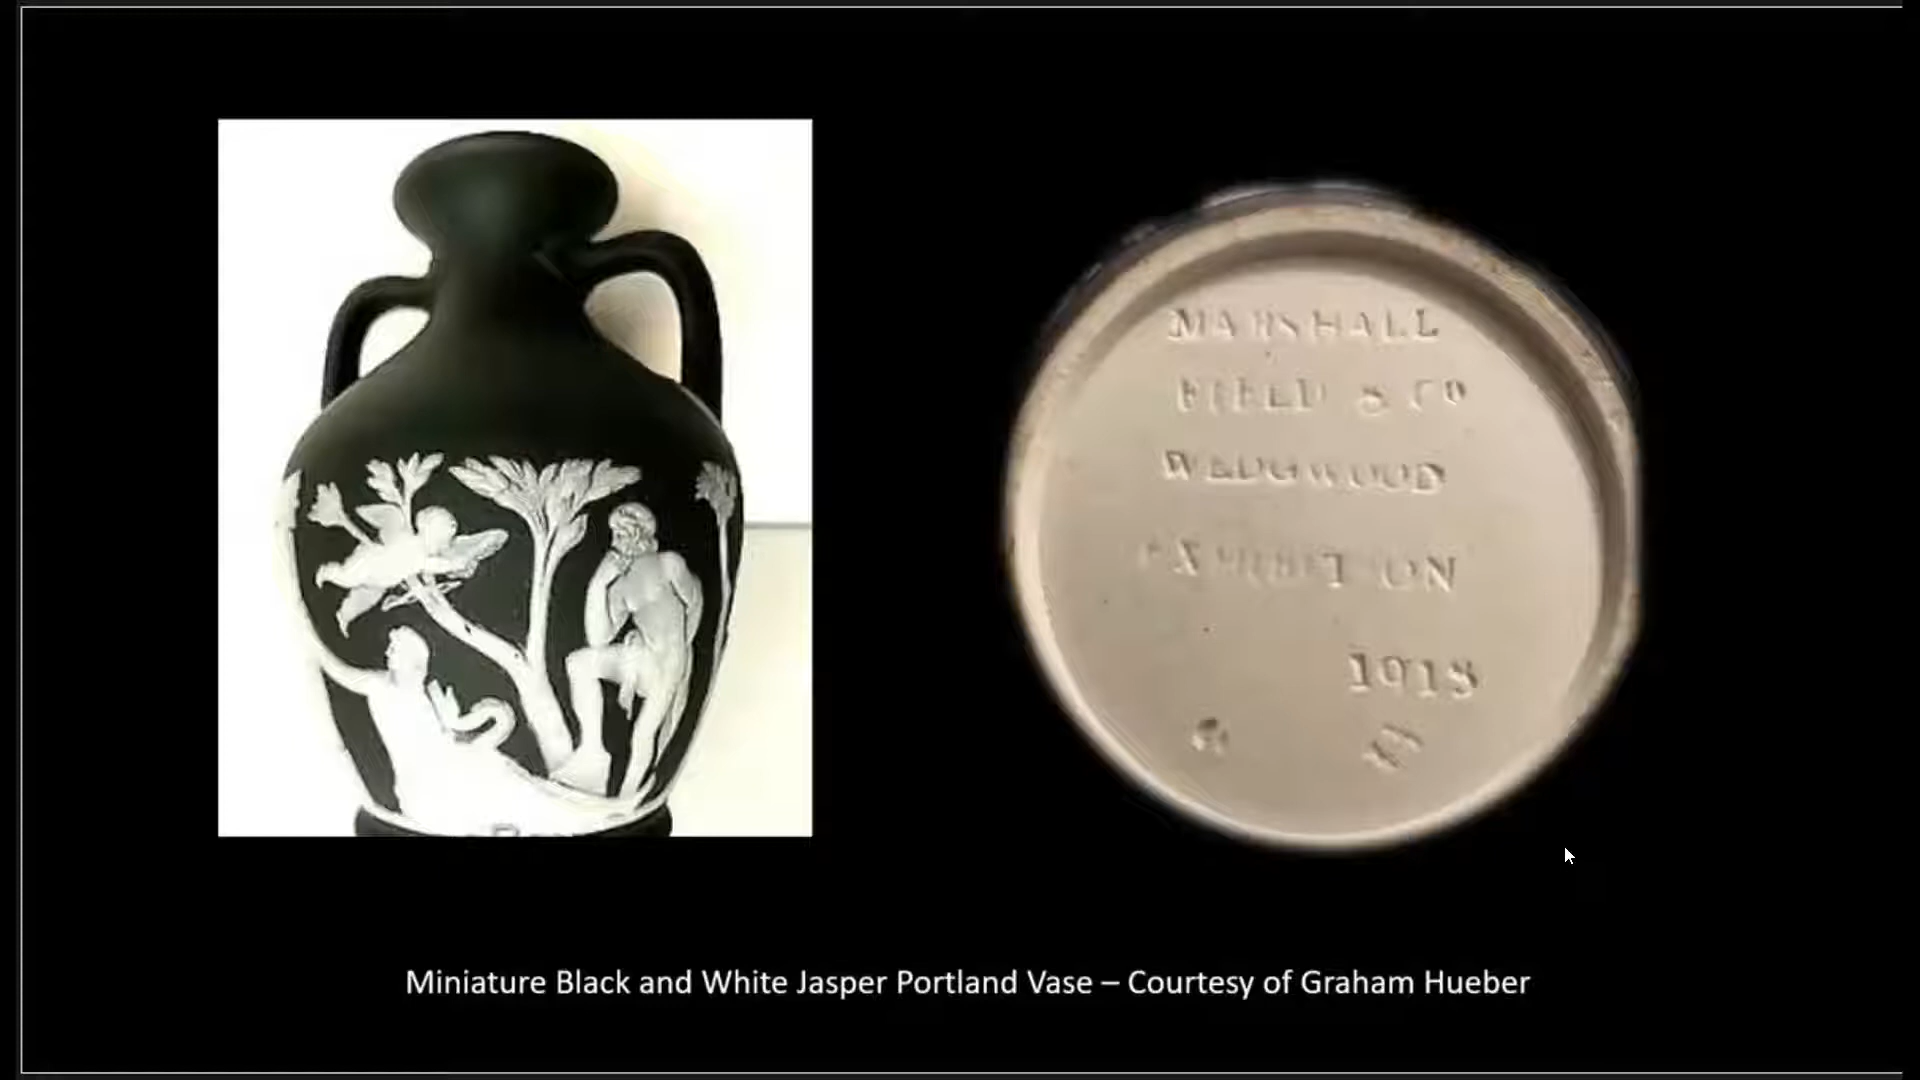 MARSHALL
FIELD & CO
WEDGWOOD
EXHIBITION
1918
Miniature Black and White Jasper Portland Vase – Courtesy of Graham Hueber